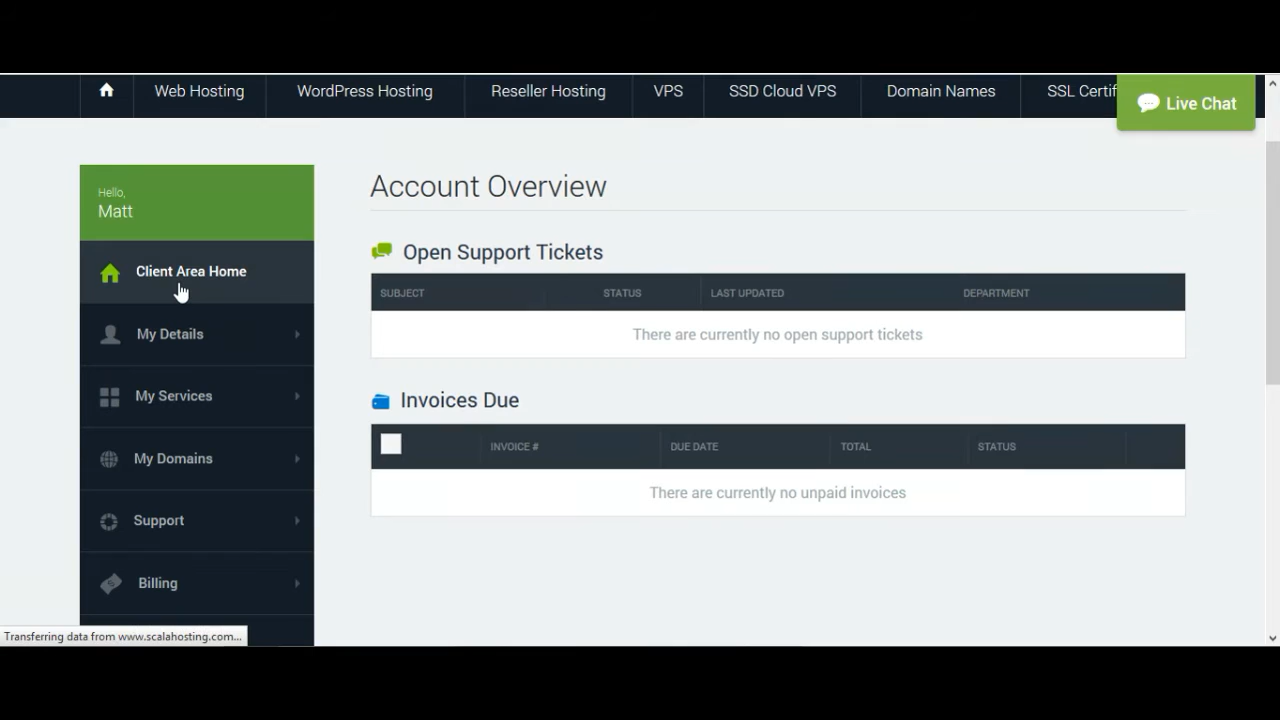 Web Hosting
WordPress Hosting
Reseller Hosting
VPS
SSD Cloud VPS
Domain Names
SSL Certif
Live Chat
Hello,
Matt
Client Area Home
My Details
My Services
My Domains
Support
Billing
Account Overview
Open Support Tickets
SUBJECT STATUS LAST UPDATED DEPARTMENT
There are currently no open support tickets
Invoices Due
INVOICE # DUE DATE TOTAL STATUS
There are currently no unpaid invoices
Transferring data from www.scalahosting.com...